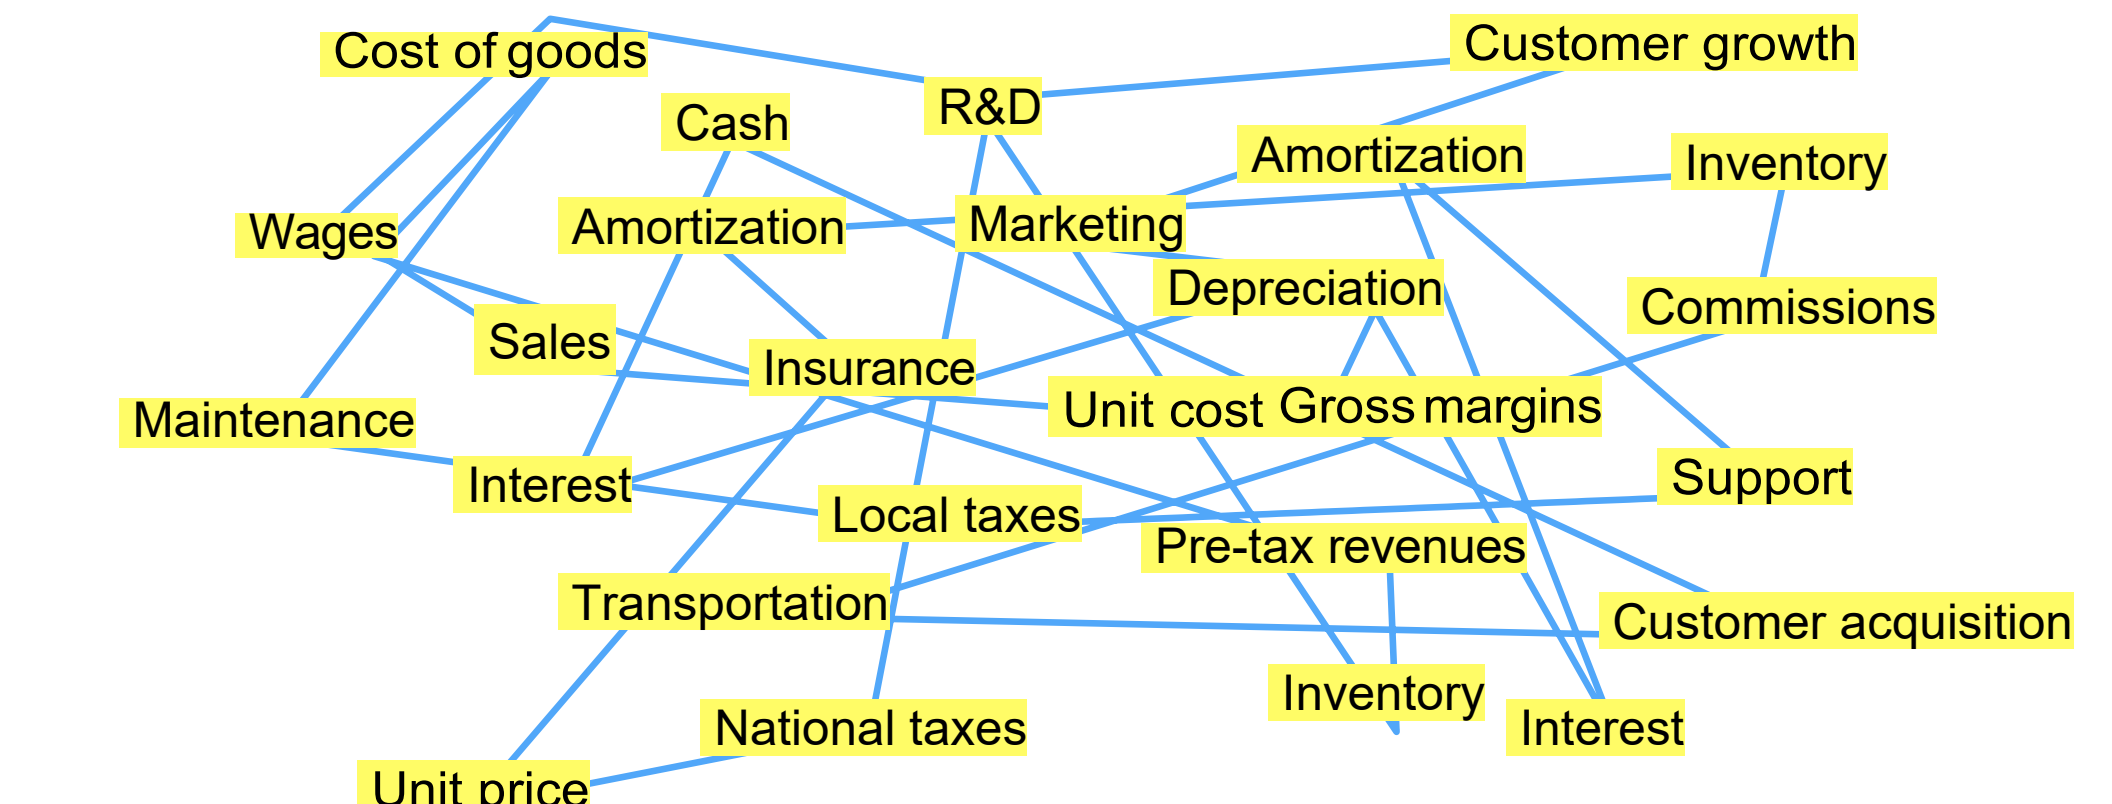 Cost of goods
Customer growth
R&D
Cash
Amortization
Inventory
Wages
Amortization
Marketing
Depreciation
Commissions
Sales
Insurance
Unit cost
Gross margins
Maintenance
Interest
Support
Local taxes
Pre-tax revenues
Transportation
Customer acquisition
Inventory
National taxes
Interest
Unit price